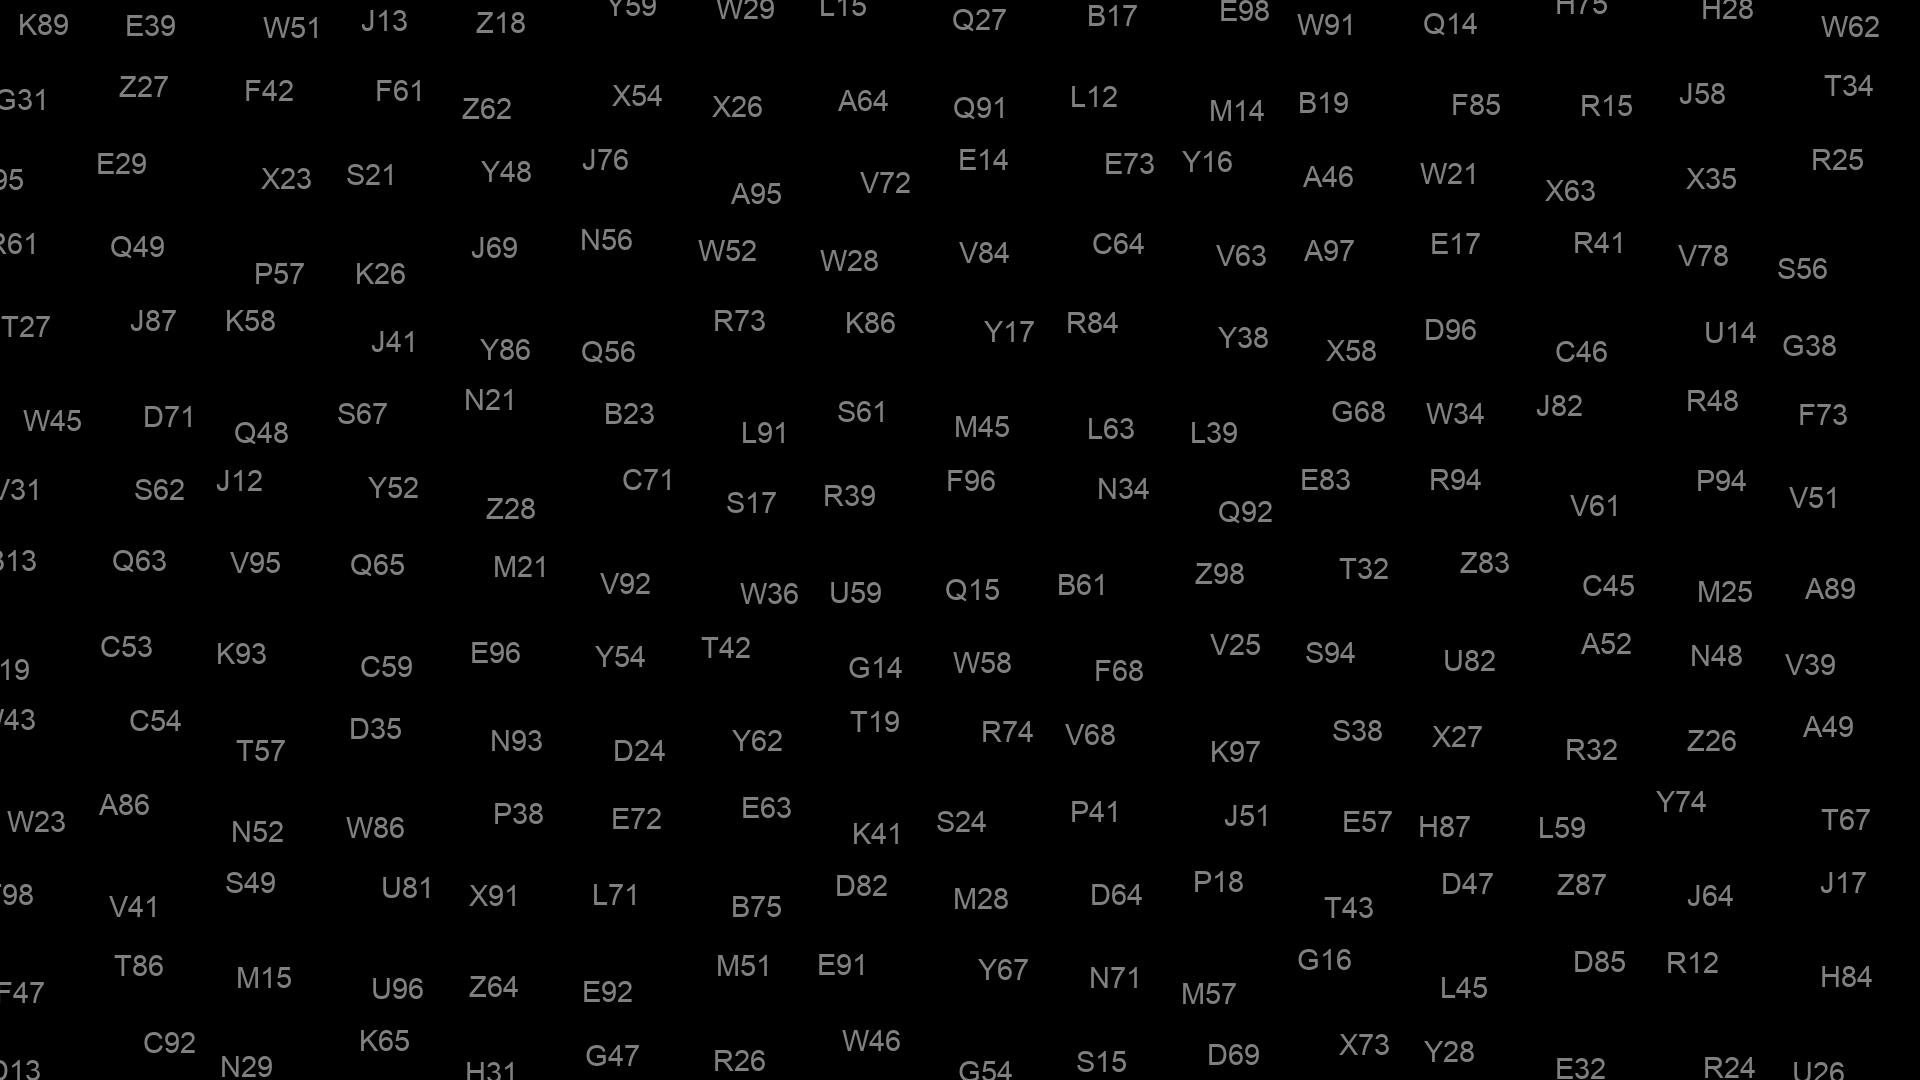 K89 E39 W51 J13 Z18 Y59 W29 L15 Q27 B17 E98 W91 Q14 H75 H28 W62
G31 Z27 F42 F61 Z62 X54 X26 A64 Q91 L12 M14 B19 F85 R15 J58 T34
95 E29 X23 S21 Y48 J76 A95 V72 E14 E73 Y16 A46 W21 X63 X35 R25
R61 Q49 P57 K26 J69 N56 W52 W28 V84 C64 V63 A97 E17 R41 V78 S56
T27 J87 K58 J41 Y86 Q56 R73 K86 Y17 R84 Y38 X58 D96 C46 U14 G38
W45 D71 Q48 S67 N21 B23 L91 S61 M45 L63 L39 G68 W34 J82 R48 F73
V31 S62 J12 Y52 Z28 C71 S17 R39 F96 N34 Q92 E83 R94 V61 P94 V51
13 Q63 V95 Q65 M21 V92 W36 U59 Q15 B61 Z98 T32 Z83 C45 M25 A89
19 C53 K93 C59 E96 Y54 T42 G14 W58 F68 V25 S94 U82 A52 N48 V39
43 C54 T57 D35 N93 D24 Y62 T19 R74 V68 K97 S38 X27 R32 Z26 A49
W23 A86 N52 W86 P38 E72 E63 K41 S24 P41 J51 E57 H87 L59 Y74 T67
98 V41 S49 U81 X91 L71 B75 D82 M28 D64 P18 T43 D47 Z87 J64 J17
F47 T86 M15 U96 Z64 E92 M51 E91 Y67 N71 M57 G16 L45 D85 R12 H84
13 C92 N29 K65 H31 G47 R26 W46 G54 S15 D69 X73 Y28 E32 R24 U26